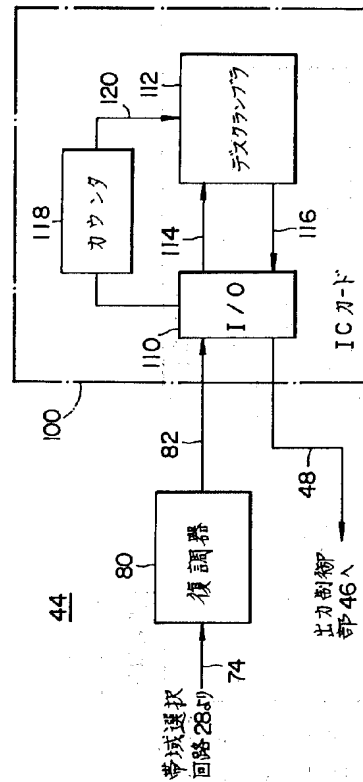 44
帯域選択
回路28より
74
80
復調器
82
100
110
I/O
114
116
118
カウンタ
120
112
デスクランブラ
48
出力制御
部46へ
ICカード